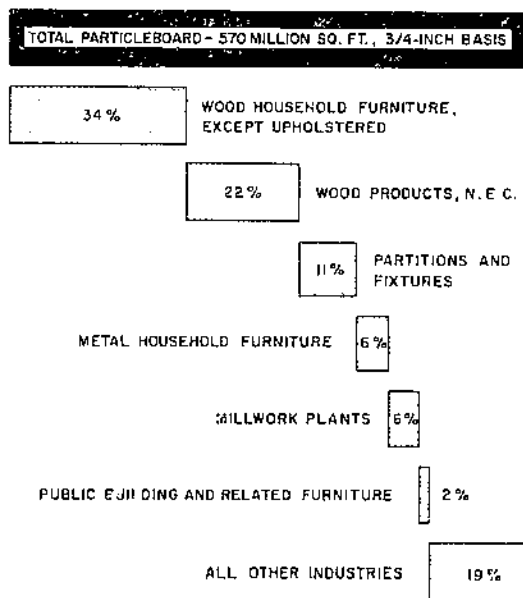 TOTAL PARTICLEBOARD - 570 MILLION SQ. FT., 3/4-INCH BASIS
34%
WOOD HOUSEHOLD FURNITURE,
EXCEPT UPHOLSTERED
22%
WOOD PRODUCTS, N.E.C.
11%
PARTITIONS AND
FIXTURES
METAL HOUSEHOLD FURNITURE
6%
MILLWORK PLANTS
6%
PUBLIC BUILDING AND RELATED FURNITURE
2%
ALL OTHER INDUSTRIES
19%